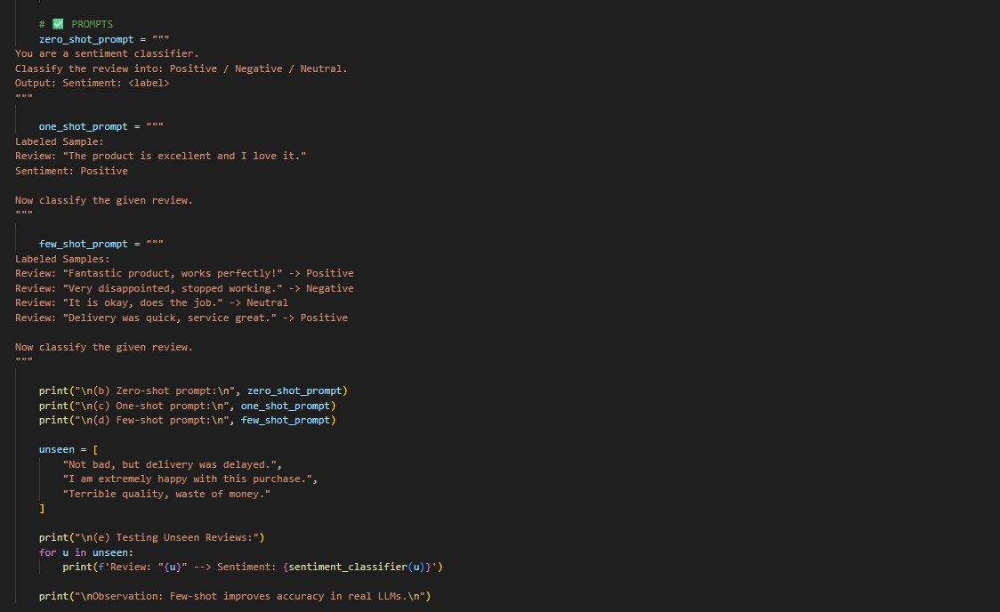 # ✅ PROMPTS
zero_shot_prompt = """
You are a sentiment classifier.
Classify the review into: Positive / Negative / Neutral.
Output: Sentiment: <label>
"""
one_shot_prompt = """
Labeled Sample:
Review: "The product is excellent and I love it."
Sentiment: Positive
Now classify the given review.
"""
few_shot_prompt = """
Labeled Samples:
Review: "Fantastic product, works perfectly!" -> Positive
Review: "Very disappointed, stopped working." -> Negative
Review: "It is okay, does the job." -> Neutral
Review: "Delivery was quick, service great." -> Positive
Now classify the given review.
"""
print("\n(b) Zero-shot prompt:\n", zero_shot_prompt)
print("\n(c) One-shot prompt:\n", one_shot_prompt)
print("\n(d) Few-shot prompt:\n", few_shot_prompt)
unseen = [
"Not bad, but delivery was delayed.",
"I am extremely happy with this purchase.",
"Terrible quality, waste of money."
]
print("\n(e) Testing Unseen Reviews:")
for u in unseen:
print(f'Review: "{u}" --> Sentiment: {sentiment_classifier(u)}')
print("\nObservation: Few-shot improves accuracy in real LLMs.\n")